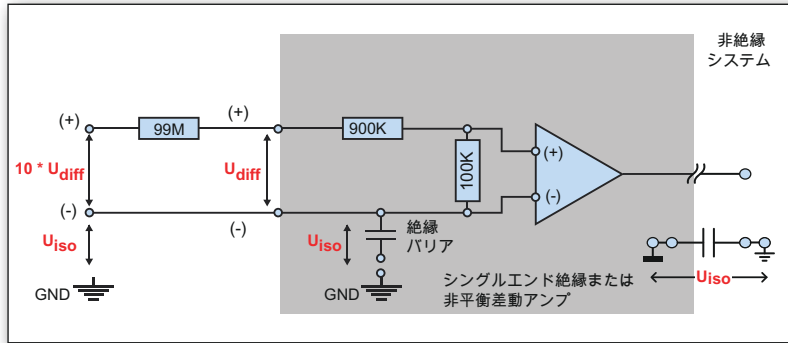 非絶縁
システム
(+)
99M
(+)
900K
100K
(+)
(-)
10 * Udiff
Udiff
(-)
(-)
Uiso
Uiso
絶縁
バリア
GND
GND
シングルエンド絶縁または
非平衡差動アンプ
Uiso